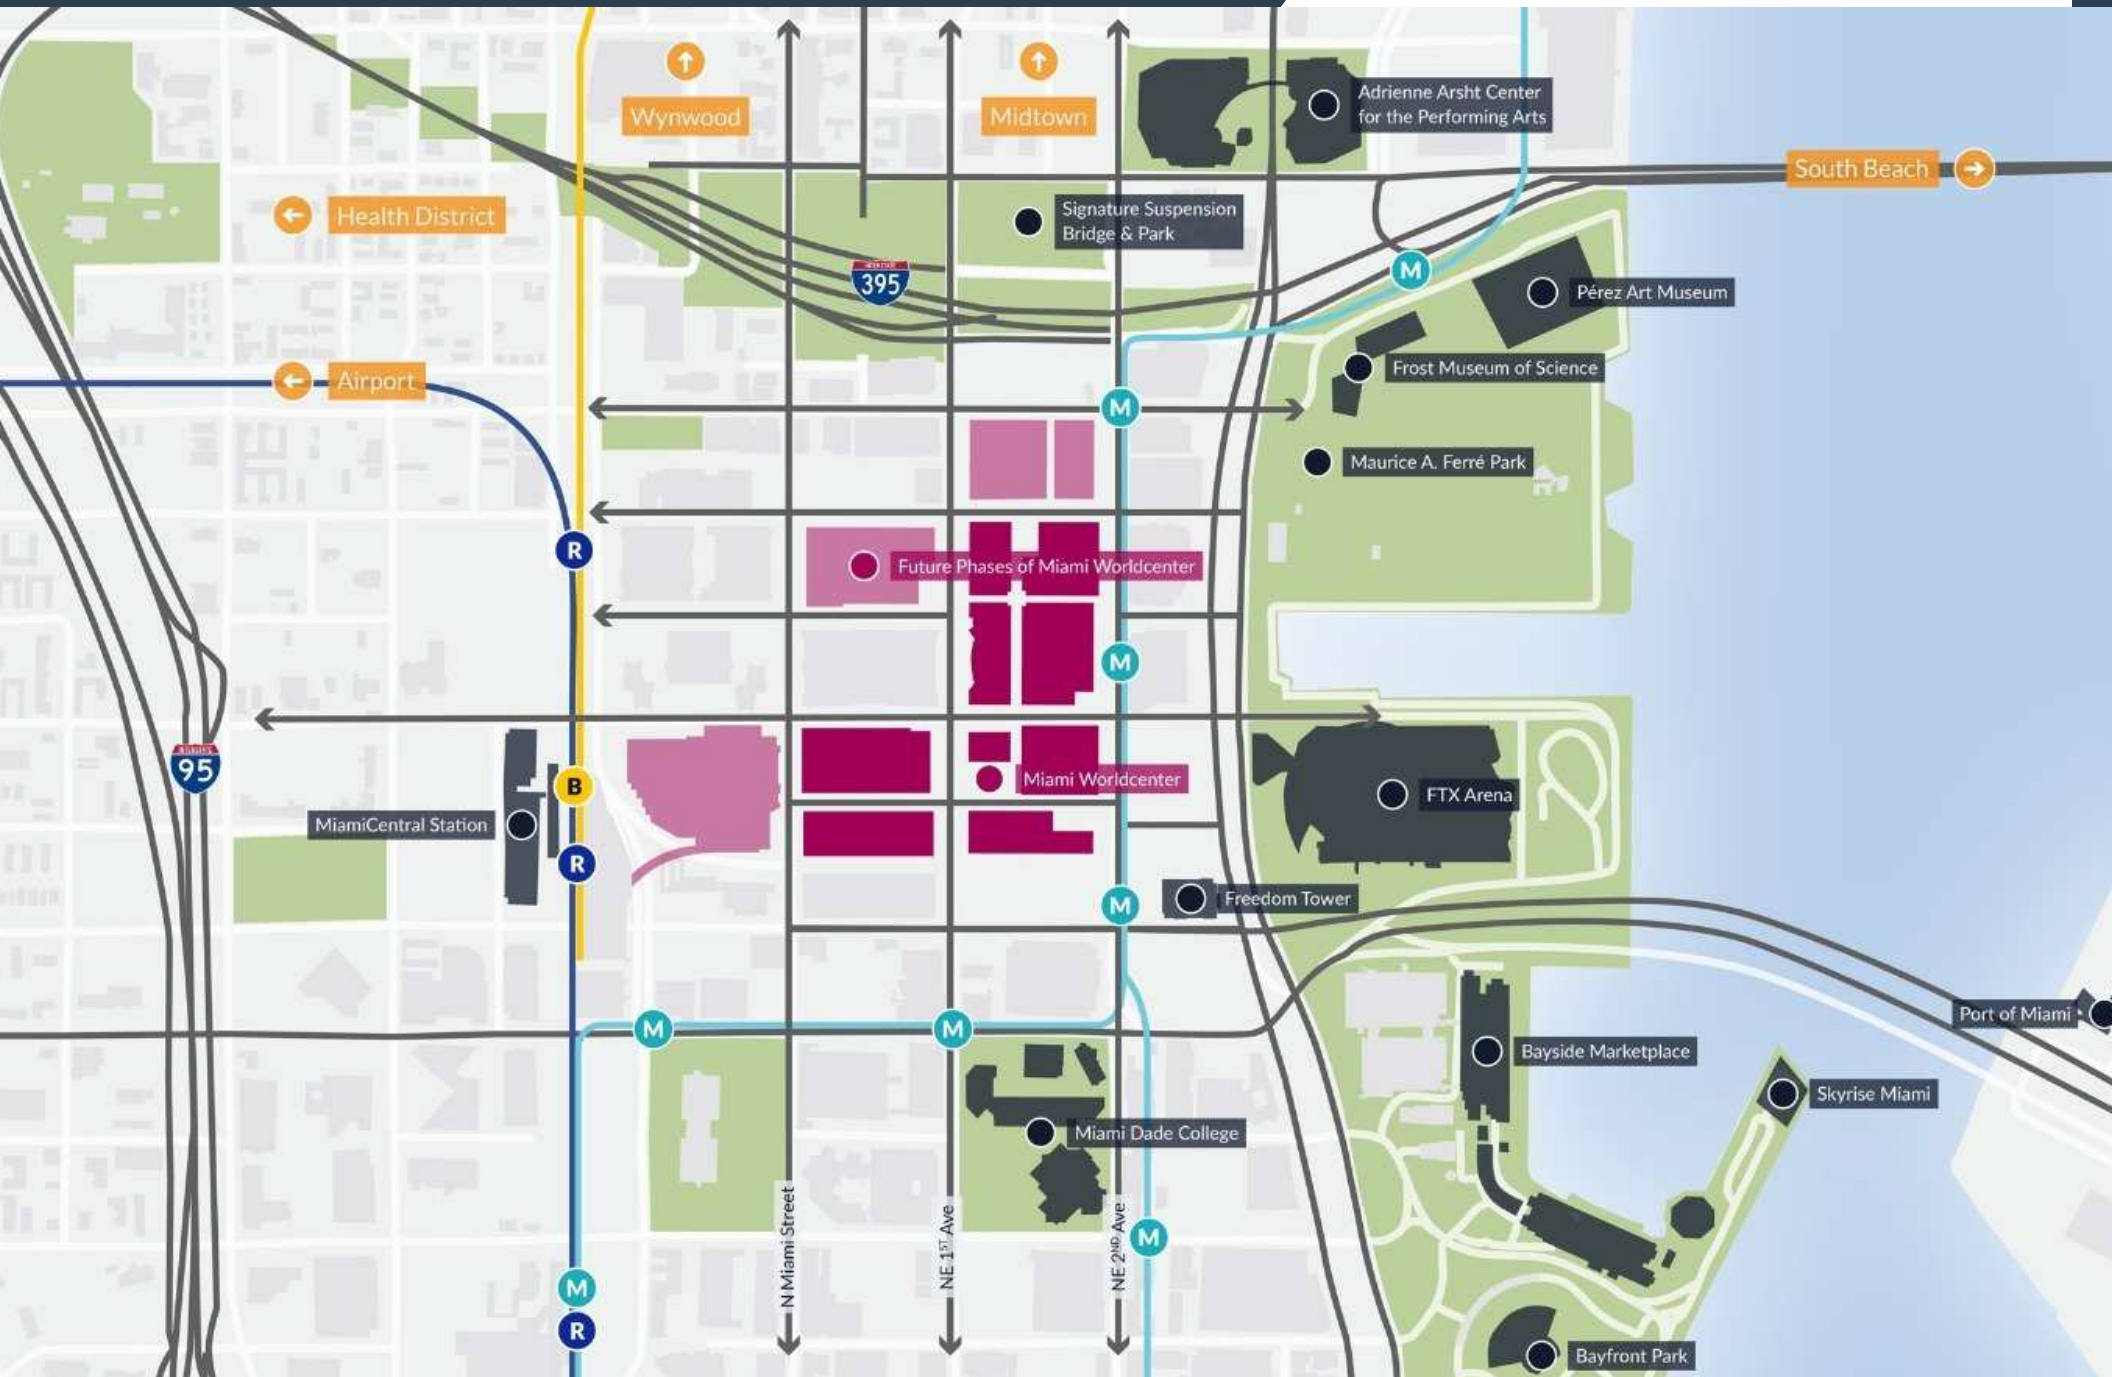 Wynwood
Midtown
Adrienne Arsht Center
for the Performing Arts
South Beach
Health District
Signature Suspension
Bridge & Park
INTERSTATE
395
Pérez Art Museum
Frost Museum of Science
Airport
M
M
Maurice A. Ferré Park
R
Future Phases of Miami Worldcenter
M
95
B
Miami Worldcenter
FTX Arena
MiamiCentral Station
R
M
Freedom Tower
Port of Miami
M
M
Bayside Marketplace
Skyrise Miami
Miami Dade College
N Miami Street
NE 1ST Ave
NE 2ND Ave
M
M
R
Bayfront Park